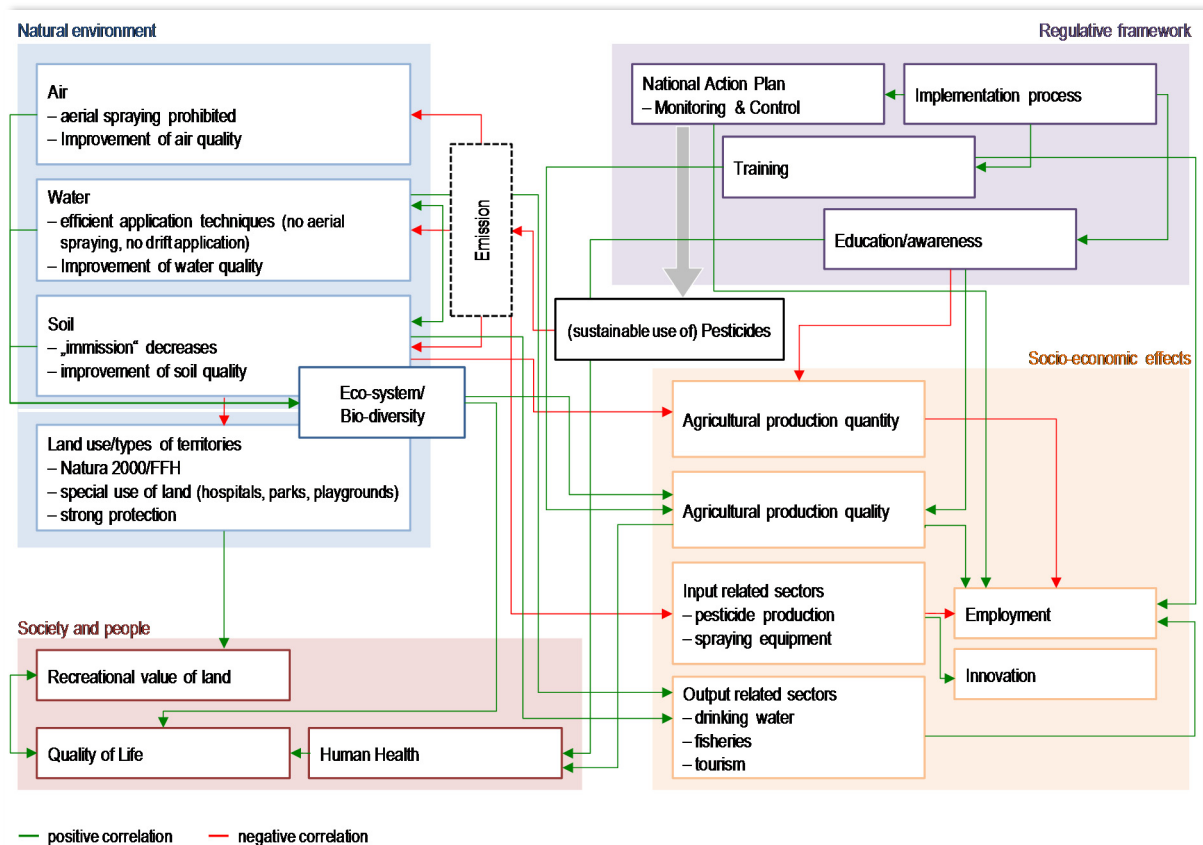 Natural environment
Air
– aerial spraying prohibited
– Improvement of air quality
Water
– efficient application techniques (no aerial
spraying, no drift application)
– Improvement of water quality
Soil
– „immission“ decreases
– improvement of soil quality
Eco-system/
Bio-diversity
Land use/types of territories
– Natura 2000/FFH
– special use of land (hospitals, parks, playgrounds)
– strong protection
Emission
Regulative framework
National Action Plan
– Monitoring & Control
Implementation process
Training
Education/awareness
(sustainable use of) Pesticides
Socio-economic effects
Agricultural production quantity
Agricultural production quality
Input related sectors
– pesticide production
– spraying equipment
Employment
Innovation
Output related sectors
– drinking water
– fisheries
– tourism
Society and people
Recreational value of land
Quality of Life
Human Health
positive correlation
negative correlation